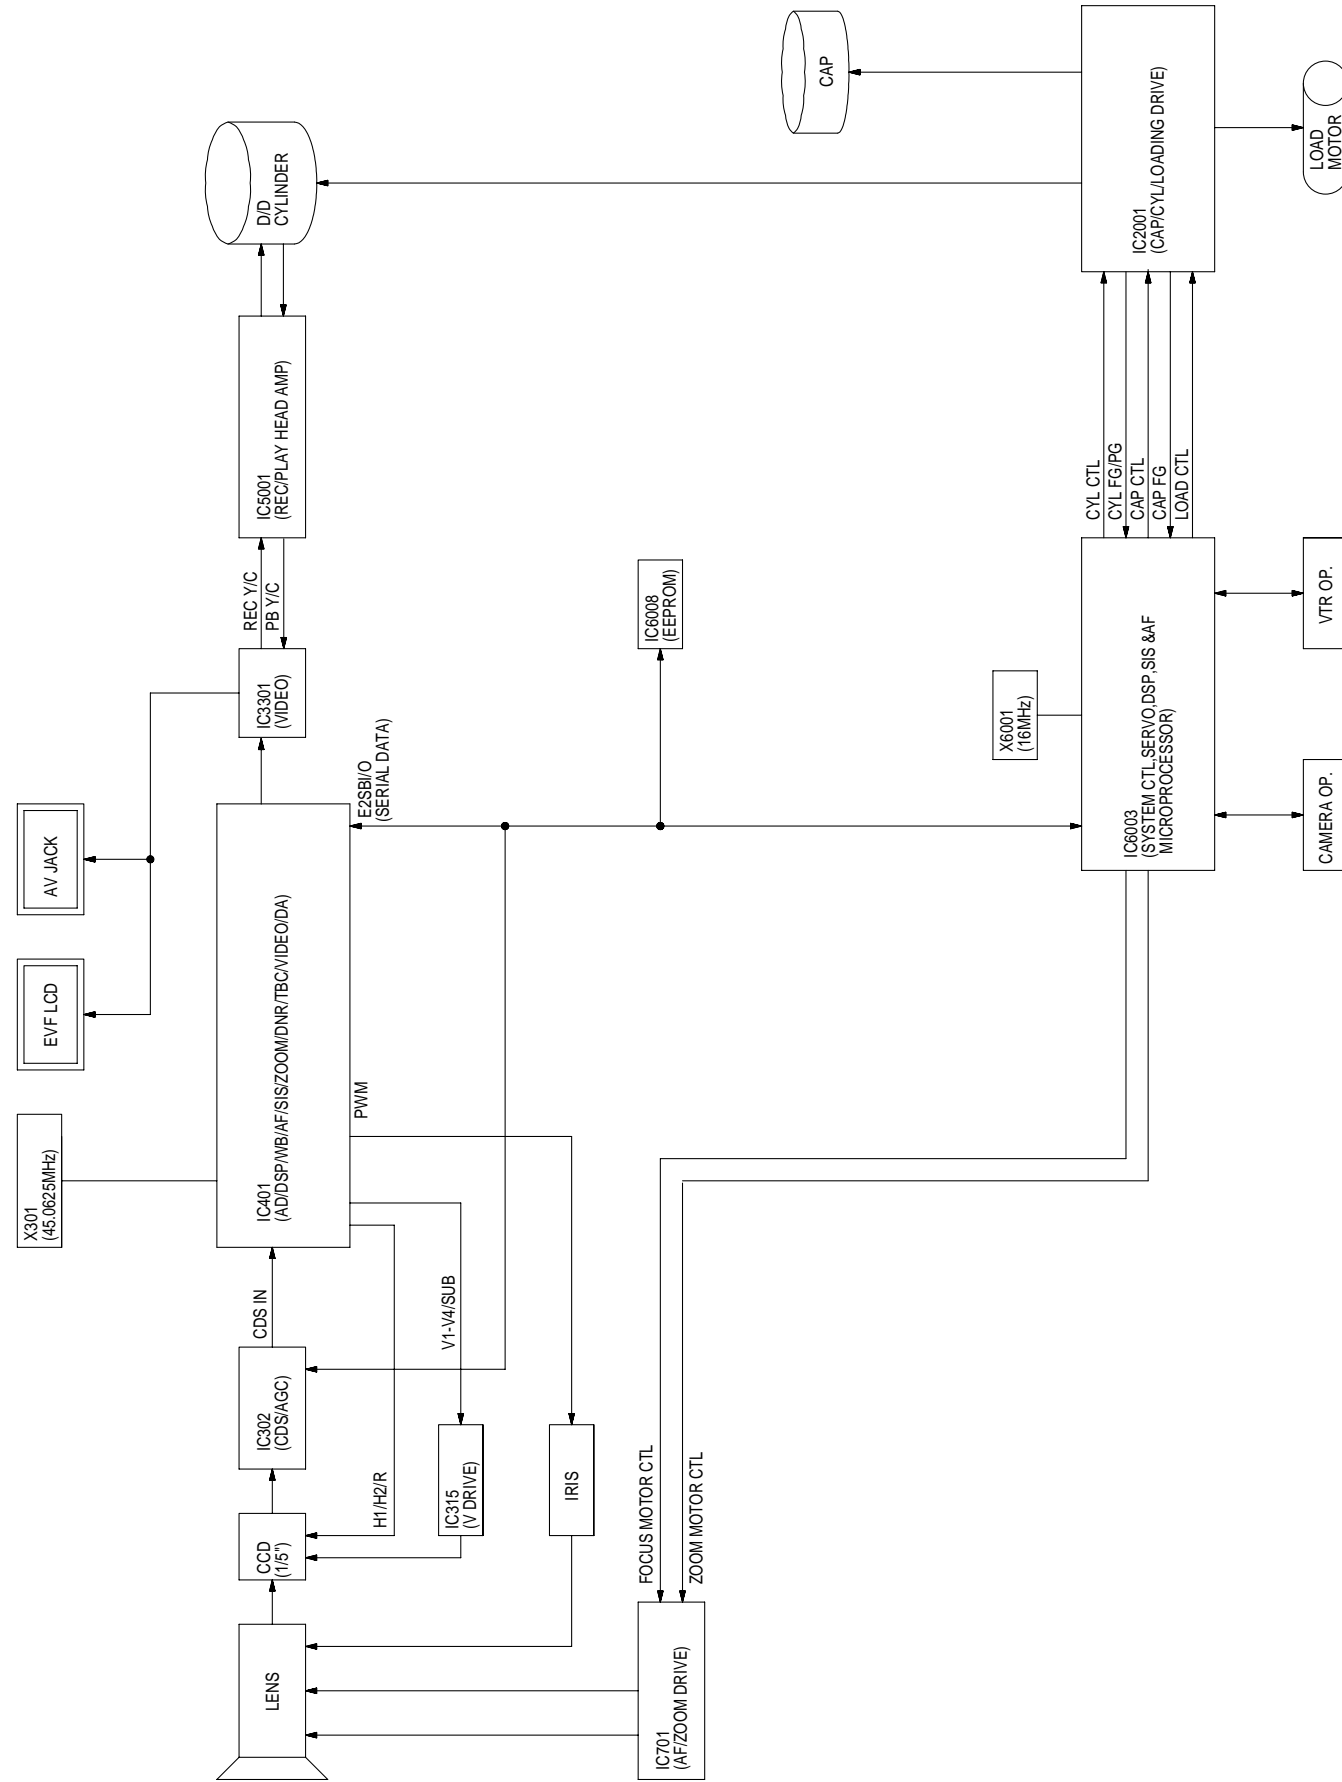 X301
(45.0625MHz)
EVF LCD
AV JACK
LENS
CCD
(1/5")
IC302
(CDS/AGC)
CDS IN
IC401
(AD/DSP/WB/AF/SIS/ZOOM/DNR/TBC/VIDEO/DA)
IC3301
(VIDEO)
REC Y/C
PB Y/C
IC5001
(REC/PLAY HEAD AMP)
D/D
CYLINDER
H1/H2/R
PWM
E2SBI/O
(SERIAL DATA)
V1-V4/SUB
IC315
(V DRIVE)
IRIS
FOCUS MOTOR CTL
ZOOM MOTOR CTL
IC701
(AF/ZOOM DRIVE)
IC6008
(EEPROM)
CAP
X6001
(16MHz)
IC6003
(SYSTEM CTL,SERVO,DSP,SIS &AF
MICROPROCESSOR)
CYL CTL
CYL FG/PG
CAP CTL
CAP FG
LOAD CTL
IC2001
(CAP/CYL/LOADING DRIVE)
CAMERA OP.
VTR OP.
LOAD
MOTOR